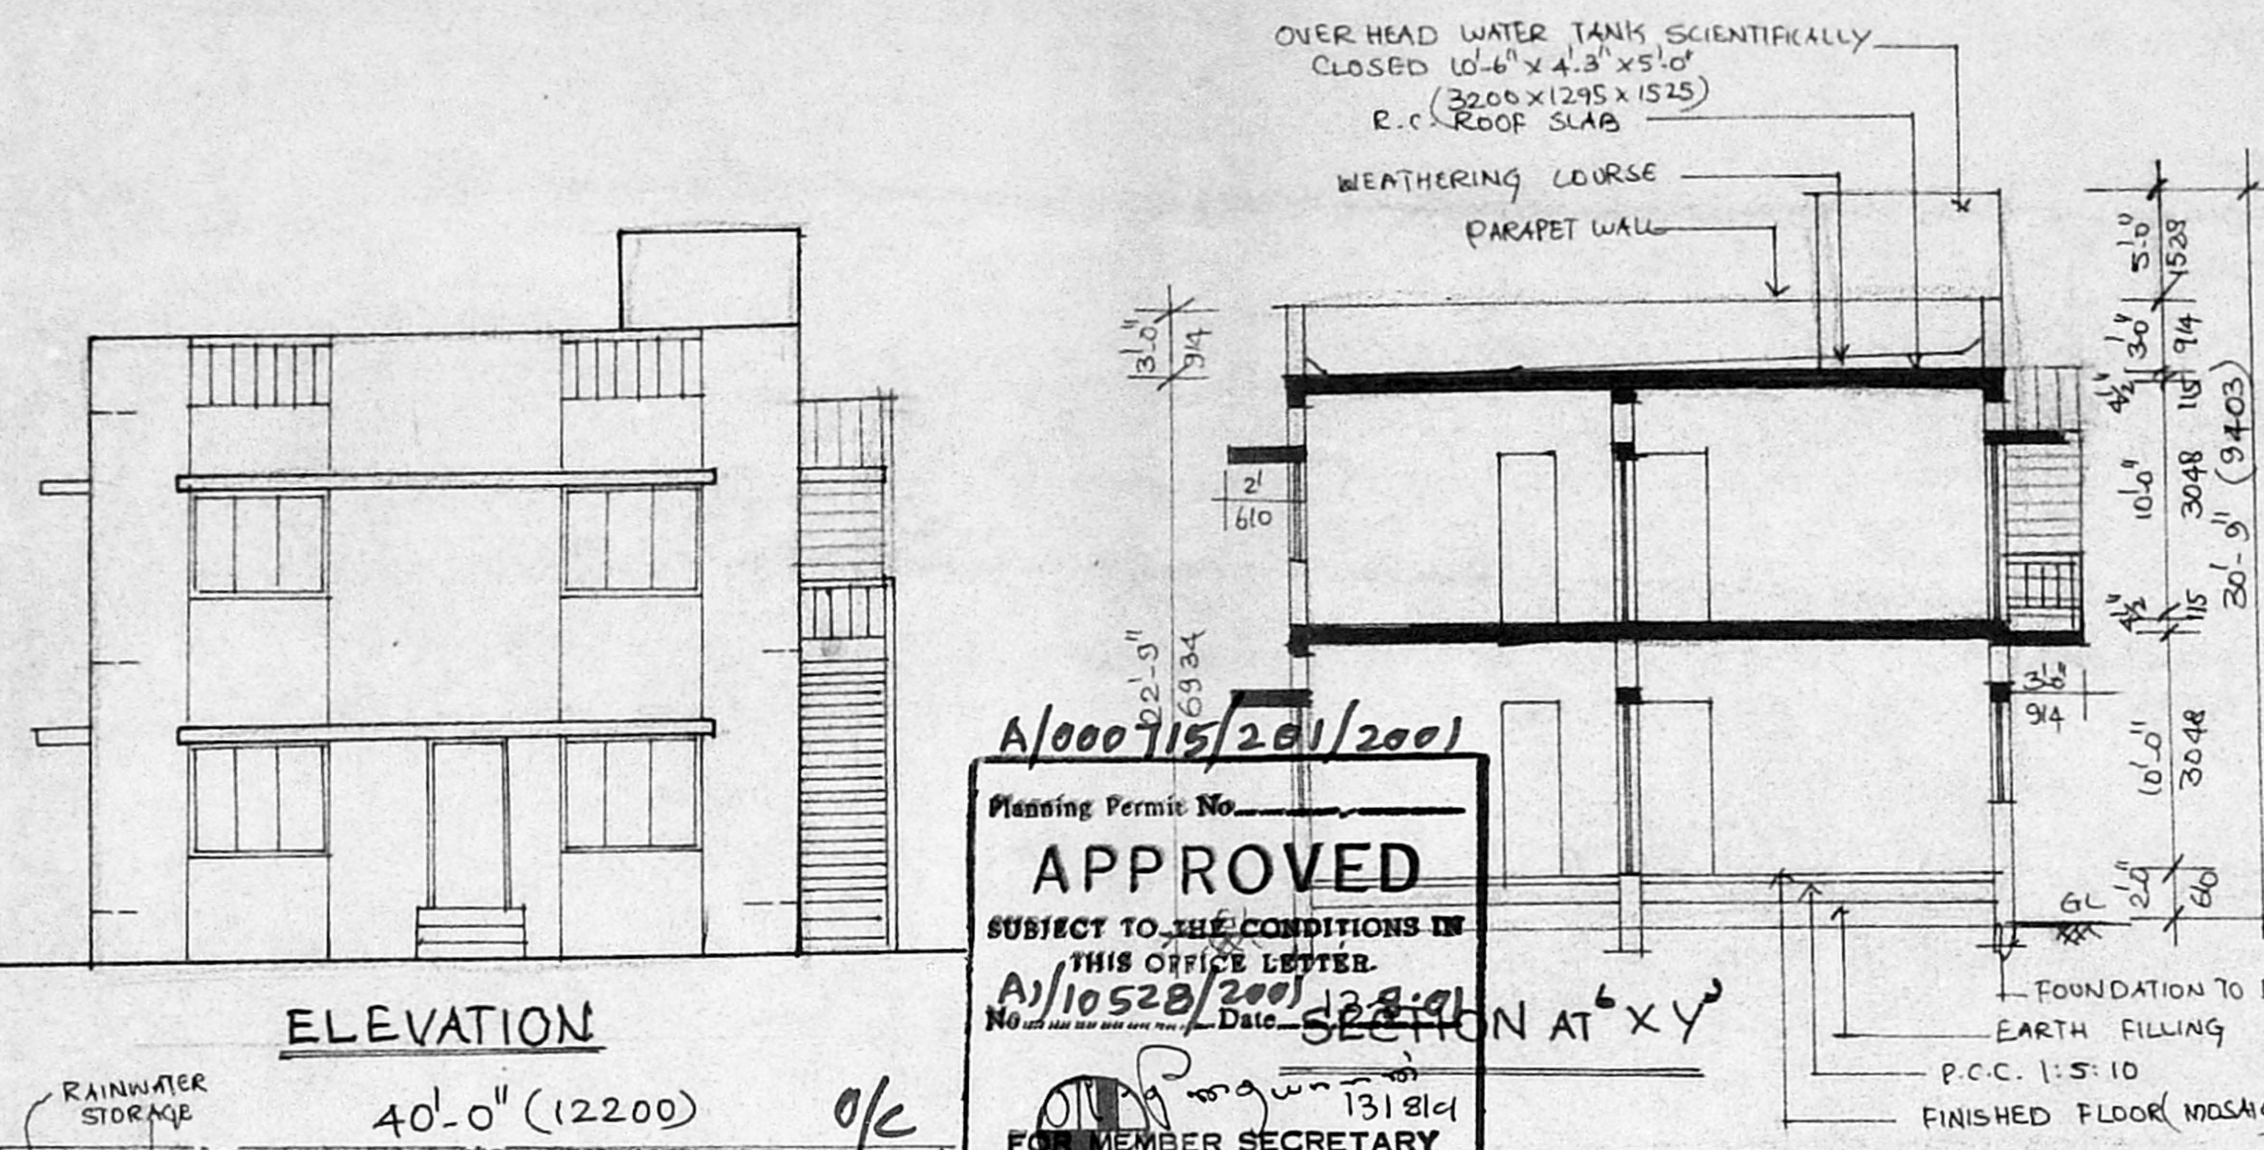 OVER HEAD WATER TANK SCIENTIFICALLY
CLOSED 10'-6" X 4'.3" X 5'-0"
(3200 X 1295 X 1525)
R.C. ROOF SLAB
WEATHERING COURSE
PARAPET WALL
3'-0"
914
2'
610
22'-9"
6934
5'-0"
1525
3'-0"
914
4½"
115
10'-0"
3048
30'-9" (9403)
4½"
115
3'-0"
914
10'-0"
3048
2'-0"
610
GL
FOUNDATION TO
EARTH FILLING
P.C.C. 1:5:10
FINISHED FLOOR (MOSAIC
SECTION AT 'X Y'
A/000715/201/2001
Planning Permit No
APPROVED
SUBJECT TO THE CONDITIONS IN
THIS OFFICE LETTER.
No A1/10528/2001 Date
FOR MEMBER SECRETARY
ELEVATION
RAINWATER
STORAGE
40'-0" (12200)
O/C